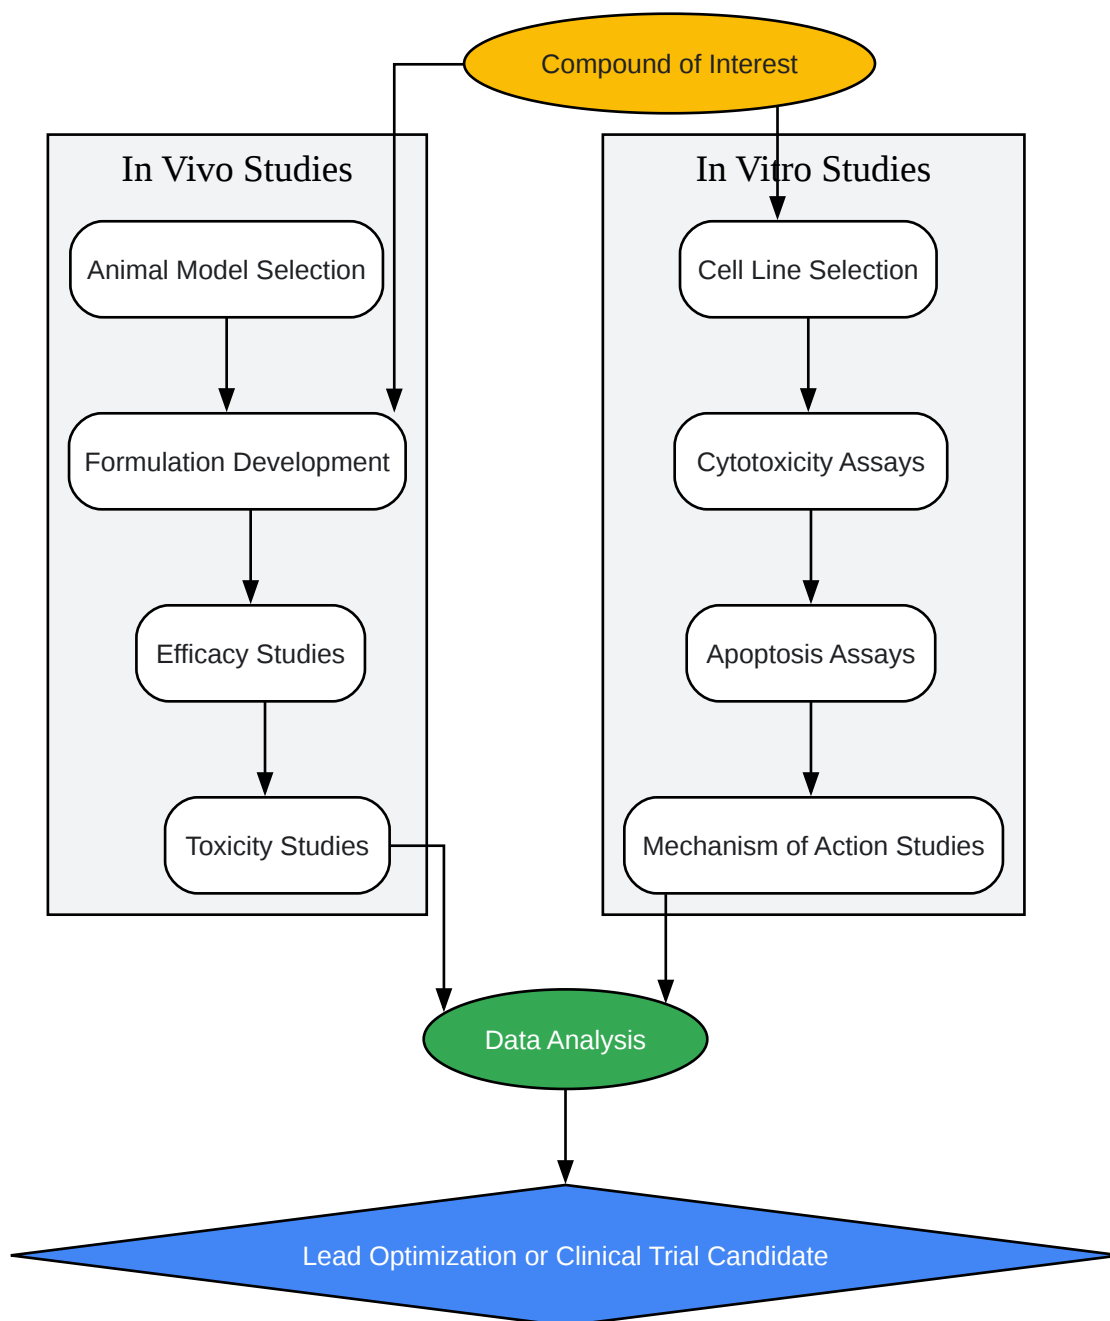 Compound of Interest
In Vivo Studies
Animal Model Selection
Formulation Development
Efficacy Studies
Toxicity Studies
In Vitro Studies
Cell Line Selection
Cytotoxicity Assays
Apoptosis Assays
Mechanism of Action Studies
Data Analysis
Lead Optimization or Clinical Trial Candidate